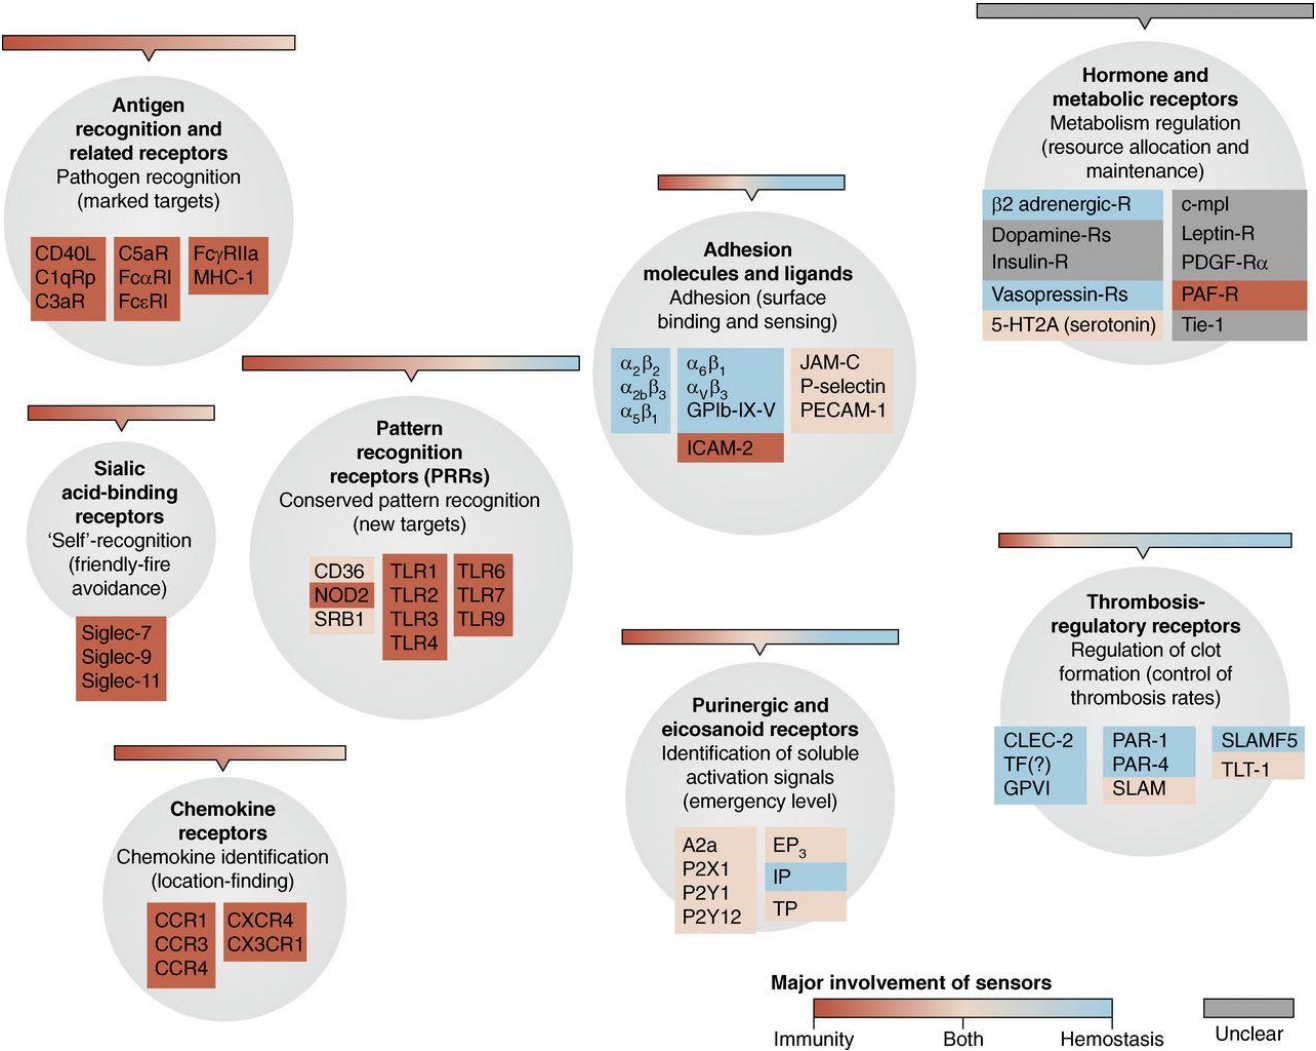 Antigen
recognition and
related receptors
Pathogen recognition
(marked targets)
CD40L
C1qRp
C3aR
C5aR
FcαRI
FcεRI
FcγRIIa
MHC-1
Sialic
acid-binding
receptors
‘Self’-recognition
(friendly-fire
avoidance)
Siglec-7
Siglec-9
Siglec-11
Pattern
recognition
receptors (PRRs)
Conserved pattern recognition
(new targets)
CD36
NOD2
SRB1
TLR1
TLR2
TLR3
TLR4
TLR6
TLR7
TLR9
Chemokine
receptors
Chemokine identification
(location-finding)
CCR1
CCR3
CCR4
CXCR4
CX3CR1
Adhesion
molecules and ligands
Adhesion (surface
binding and sensing)
α2β2
α2bβ3
α5β1
α6β1
αVβ3
GPIb-IX-V
ICAM-2
JAM-C
P-selectin
PECAM-1
Purinergic and
eicosanoid receptors
Identification of soluble
activation signals
(emergency level)
A2a
P2X1
P2Y1
P2Y12
EP3
IP
TP
Hormone and
metabolic receptors
Metabolism regulation
(resource allocation and
maintenance)
β2 adrenergic-R
Dopamine-Rs
Insulin-R
Vasopressin-Rs
5-HT2A (serotonin)
c-mpl
Leptin-R
PDGF-Rα
PAF-R
Tie-1
Thrombosis-
regulatory receptors
Regulation of clot
formation (control of
thrombosis rates)
CLEC-2
TF(?)
GPVI
PAR-1
PAR-4
SLAM
SLAMF5
TLT-1
Major involvement of sensors
Immunity Both Hemostasis
Unclear